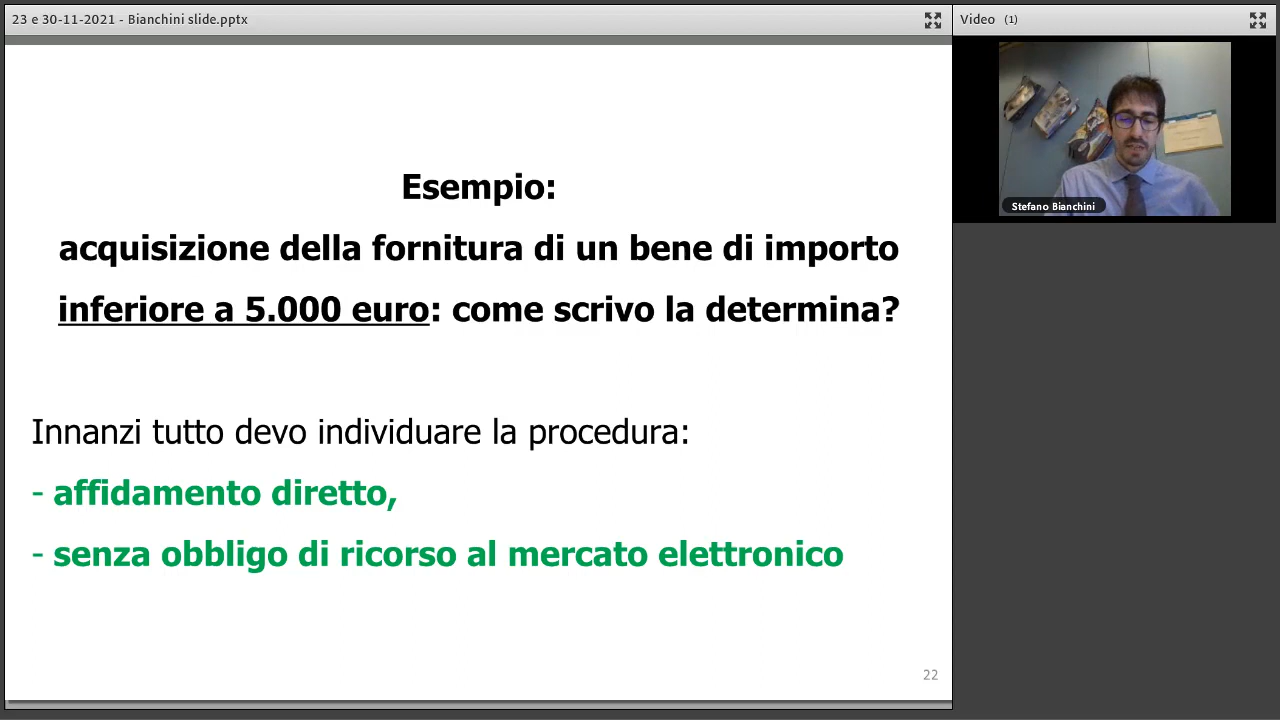 23 e 30-11-2021 - Bianchini slide.pptx
Video (1)
Stefano Bianchini
Esempio:
acquisizione della fornitura di un bene di importo
inferiore a 5.000 euro: come scrivo la determina?
Innanzi tutto devo individuare la procedura:
- affidamento diretto,
- senza obbligo di ricorso al mercato elettronico
22